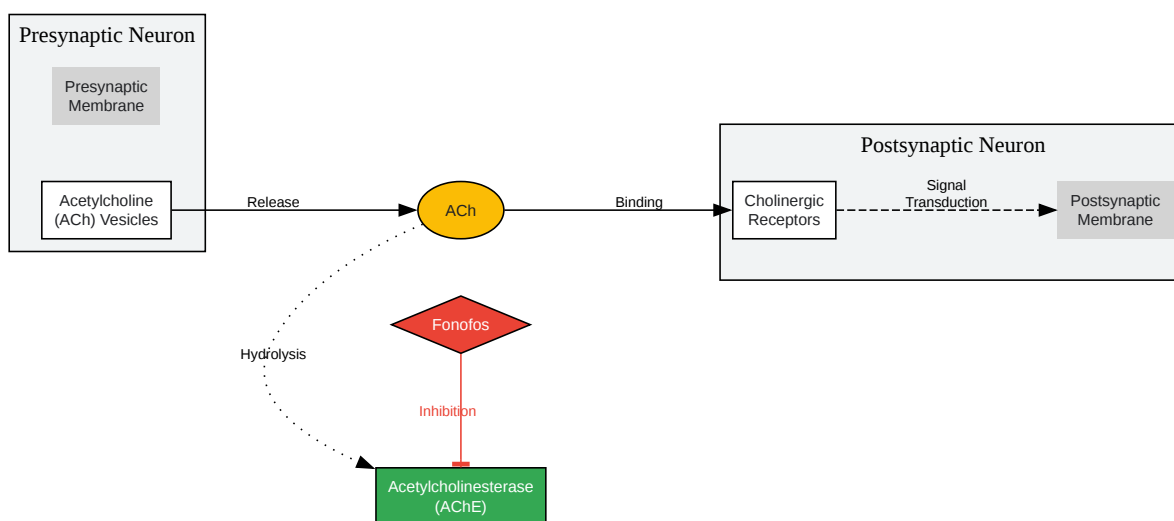 Presynaptic Neuron
Presynaptic
Membrane
Acetylcholine
(ACh) Vesicles
Release
ACh
Binding
Postsynaptic Neuron
Cholinergic
Receptors
Signal
Transduction
Postsynaptic
Membrane
Fonofos
Hydrolysis
Inhibition
Acetylcholinesterase
(AChE)